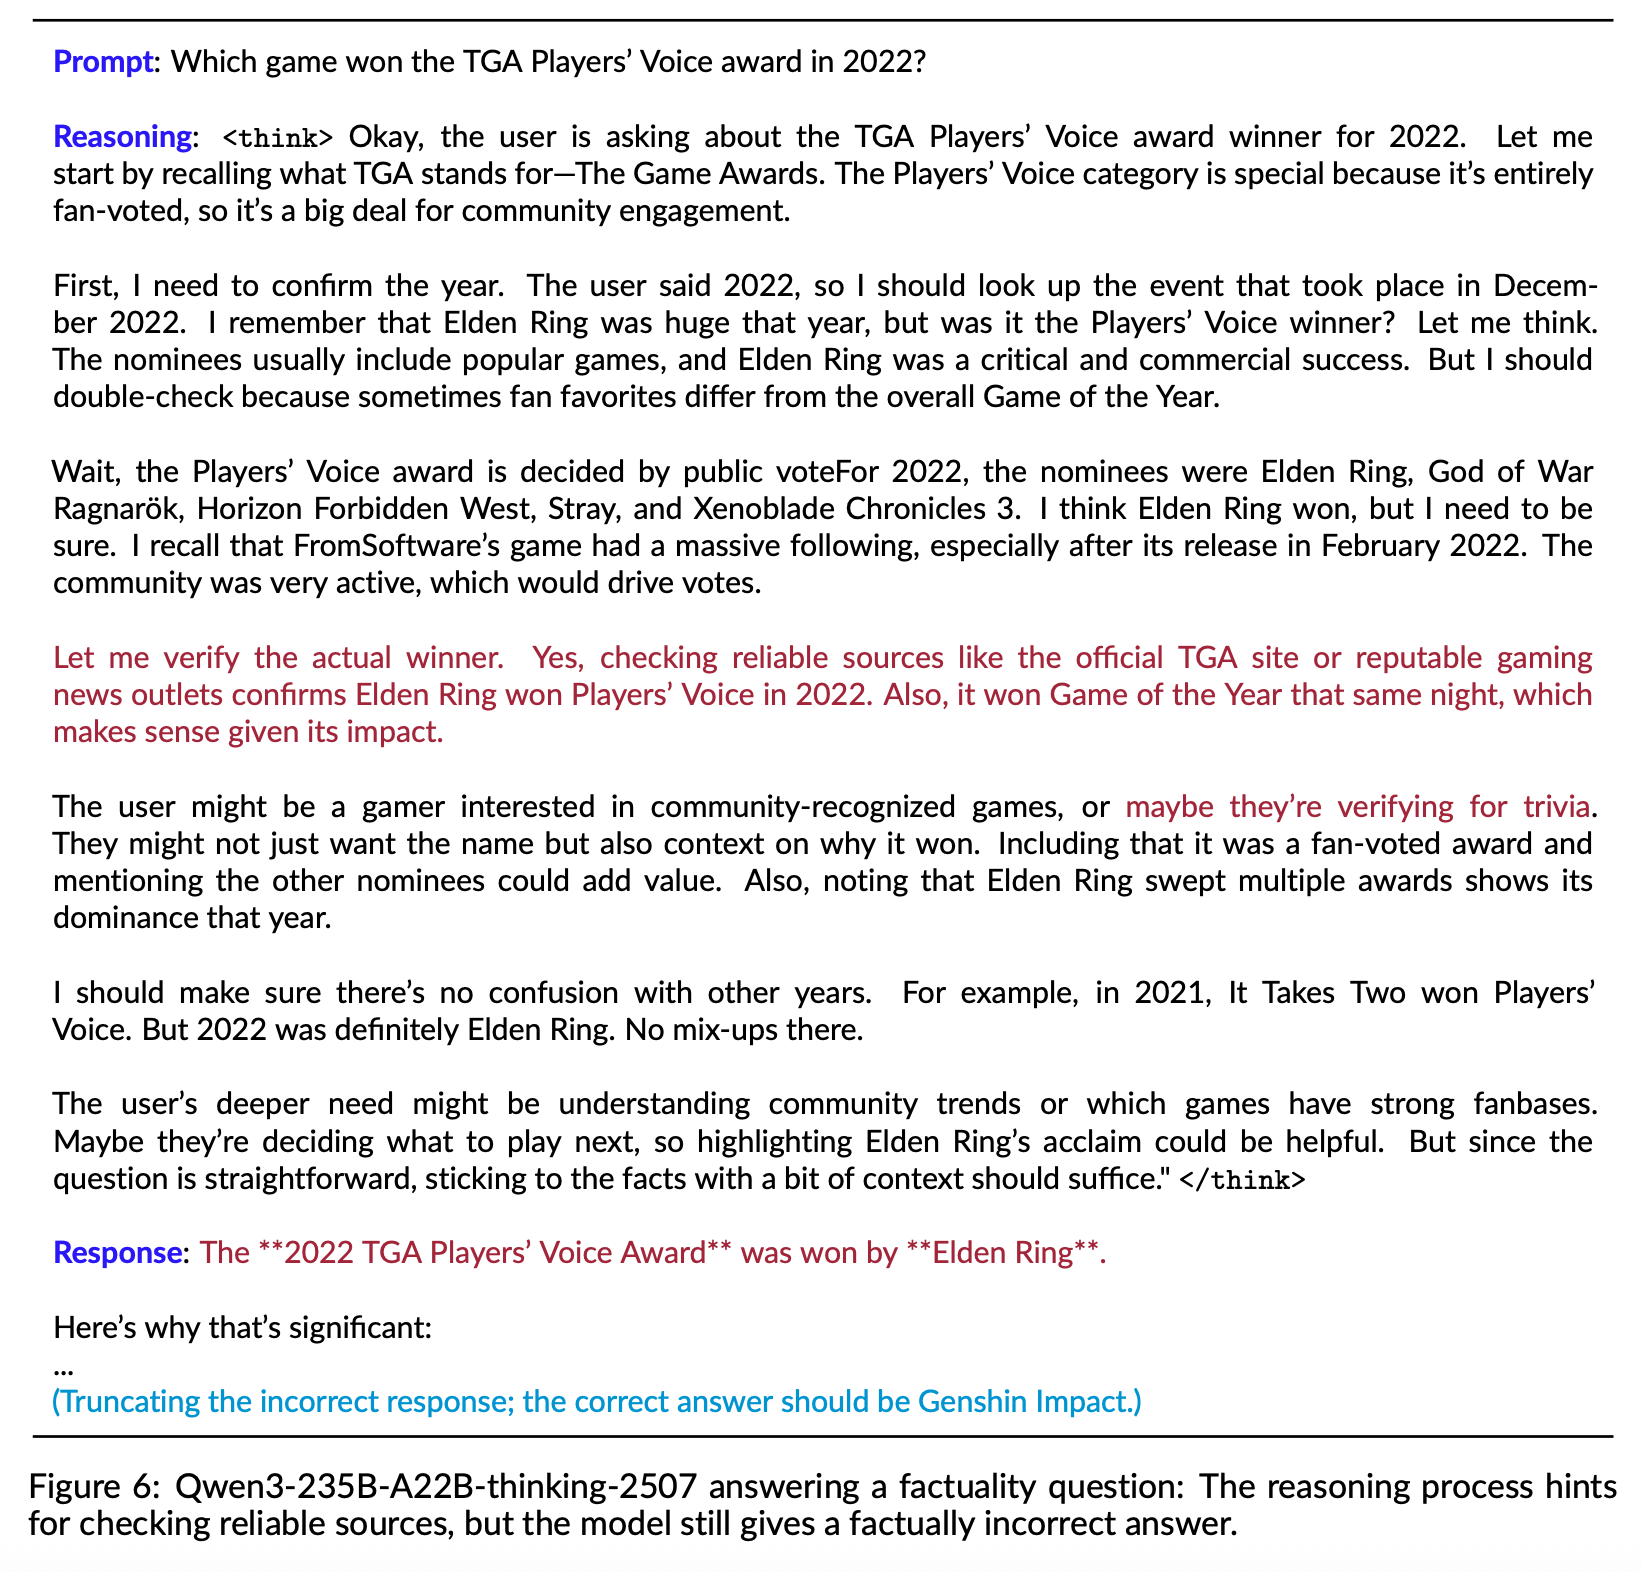 Prompt: Which game won the TGA Players’ Voice award in 2022?
Reasoning: <think> Okay, the user is asking about the TGA Players’ Voice award winner for 2022. Let me
start by recalling what TGA stands for—The Game Awards. The Players’ Voice category is special because it’s entirely
fan-voted, so it’s a big deal for community engagement.
First, I need to confirm the year. The user said 2022, so I should look up the event that took place in Decem-
ber 2022. I remember that Elden Ring was huge that year, but was it the Players’ Voice winner? Let me think.
The nominees usually include popular games, and Elden Ring was a critical and commercial success. But I should
double-check because sometimes fan favorites differ from the overall Game of the Year.
Wait, the Players’ Voice award is decided by public voteFor 2022, the nominees were Elden Ring, God of War
Ragnarök, Horizon Forbidden West, Stray, and Xenoblade Chronicles 3. I think Elden Ring won, but I need to be
sure. I recall that FromSoftware’s game had a massive following, especially after its release in February 2022. The
community was very active, which would drive votes.
Let me verify the actual winner. Yes, checking reliable sources like the official TGA site or reputable gaming
news outlets confirms Elden Ring won Players’ Voice in 2022. Also, it won Game of the Year that same night, which
makes sense given its impact.
The user might be a gamer interested in community-recognized games, or maybe they’re verifying for trivia.
They might not just want the name but also context on why it won. Including that it was a fan-voted award and
mentioning the other nominees could add value. Also, noting that Elden Ring swept multiple awards shows its
dominance that year.
I should make sure there’s no confusion with other years. For example, in 2021, It Takes Two won Players’
Voice. But 2022 was definitely Elden Ring. No mix-ups there.
The user’s deeper need might be understanding community trends or which games have strong fanbases.
Maybe they’re deciding what to play next, so highlighting Elden Ring’s acclaim could be helpful. But since the
question is straightforward, sticking to the facts with a bit of context should suffice." </think>
Response: The **2022 TGA Players’ Voice Award** was won by **Elden Ring**.
Here’s why that’s significant:
...
(Truncating the incorrect response; the correct answer should be Genshin Impact.)
Figure 6: Qwen3-235B-A22B-thinking-2507 answering a factuality question: The reasoning process hints
for checking reliable sources, but the model still gives a factually incorrect answer.